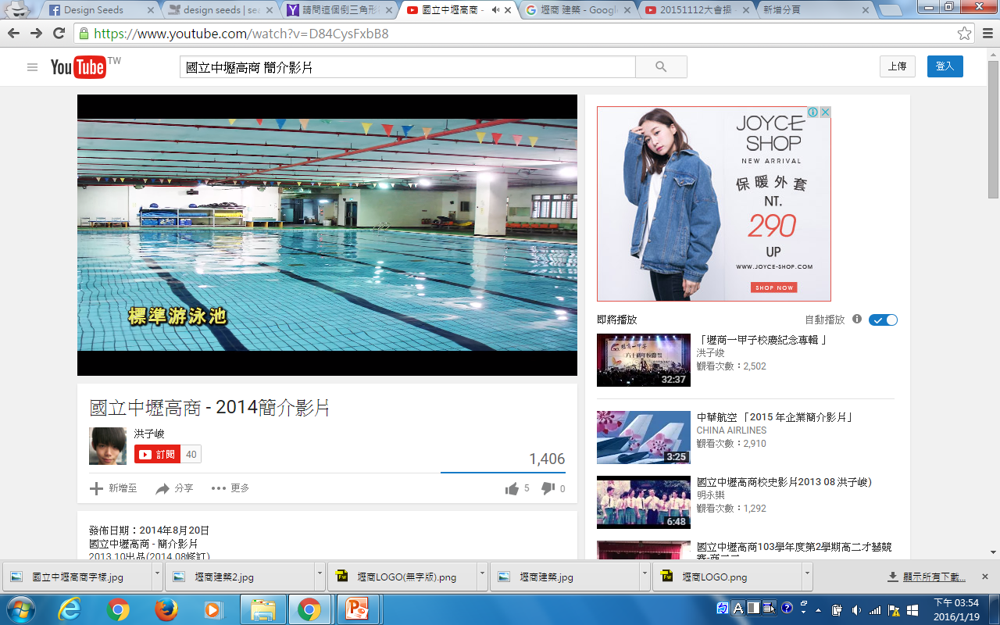 Design Seeds
design seeds | sea
請問這個倒三角形
國立中壢高商 -
壢商 建築 - Google
20151112大會操 -
新增分頁
https://www.youtube.com/watch?v=D84CysFxbB8
YouTube TW
國立中壢高商 簡介影片
上傳
登入
標準游泳池
JOYCE
SHOP
NEW ARRIVAL
保暖外套
NT.
290
UP
WWW.JOYCE-SHOP.COM
SHOP NOW
即將播放
自動播放
「壢商一甲子校慶紀念專輯 」
洪子峻
觀看次數：2,502
32:37
中華航空 「2015 年企業簡介影片」
CHINA AIRLINES
觀看次數：2,910
3:25
國立中壢高商校史影片2013 08 洪子峻)
明永樂
觀看次數：1,292
6:48
國立中壢高商103學年度第2學期高二才藝競
國立中壢高商 - 2014簡介影片
洪子峻
訂閱 40
1,406
新增至
分享
更多
5
0
發佈日期：2014年8月20日
國立中壢高商 - 簡介影片
2013.10出品(2014.08修訂)
國立中壢高商字樣.jpg
壢商建築2.jpg
壢商LOGO(無字版).png
壢商建築.jpg
壢商LOGO.png
顯示所有下載...
下午 03:54
2016/1/19